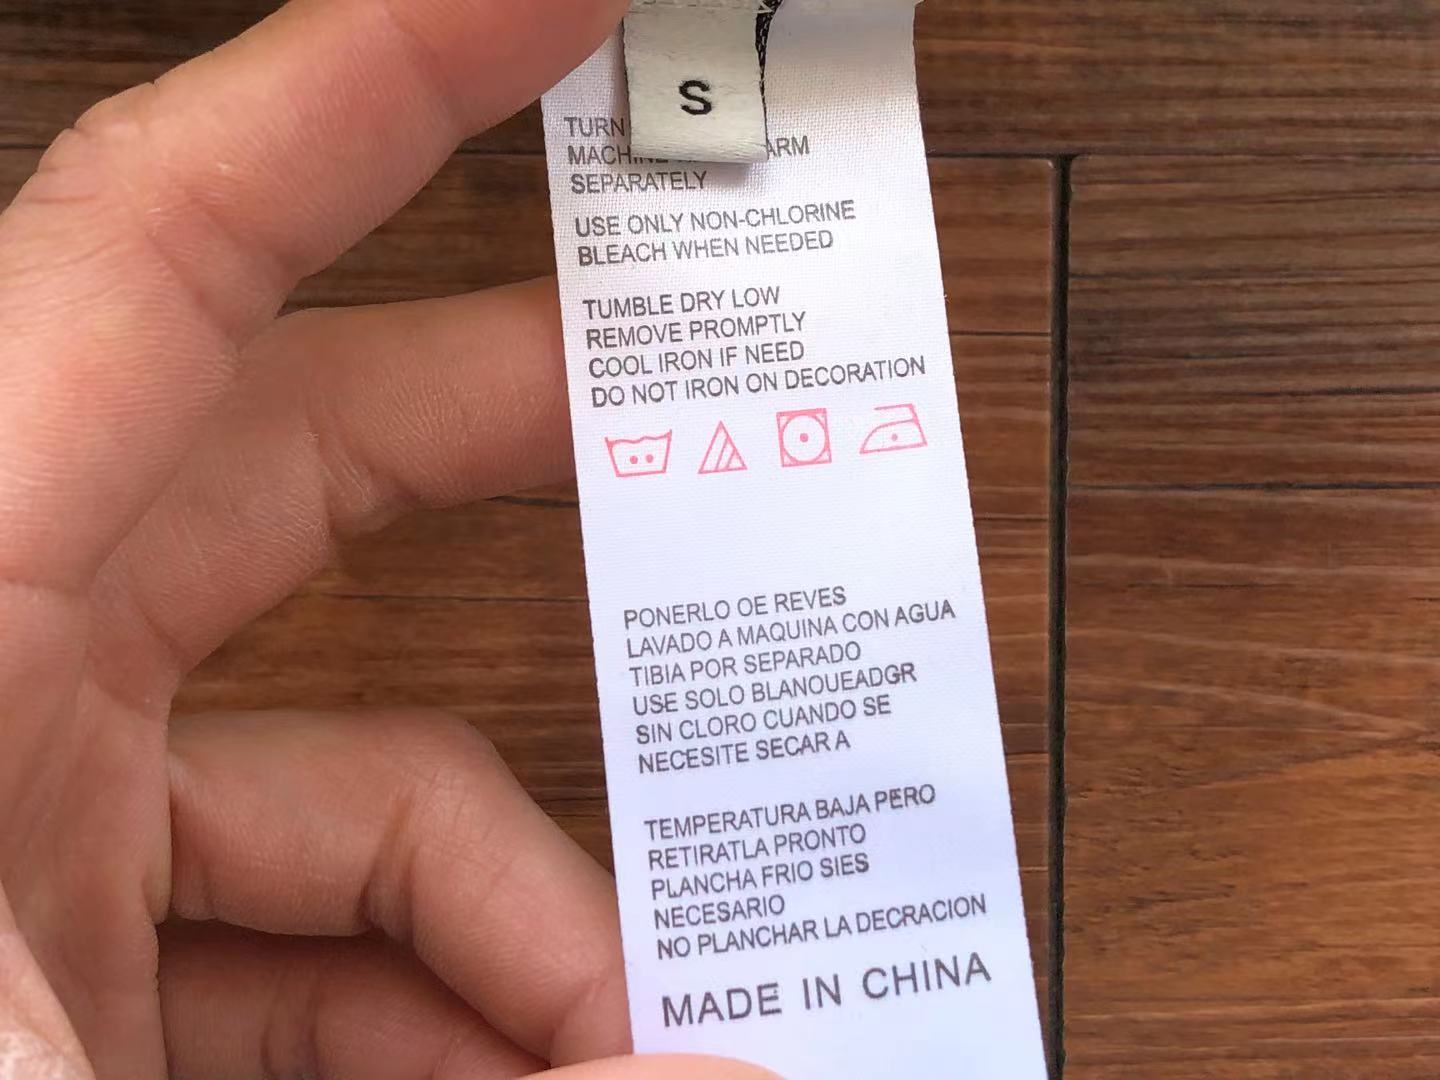 S
TURN
ARM
SEPARATELY
USE ONLY NON-CHLORINE
BLEACH WHEN NEEDED
TUMBLE DRY LOW
REMOVE PROMPTLY
COOL IRON IF NEED
DO NOT IRON ON DECORATION
PONERLO OE REVES
LAVADO A MAQUINA CON AGUA
TIBIA POR SEPARADO
USE SOLO BLANOUEADGR
SIN CLORO CUANDO SE
NECESITE SECAR A
TEMPERATURA BAJA PERO
RETIRATLA PRONTO
PLANCHA FRIO SIES
NECESARIO
NO PLANCHAR LA DECRACION
MADE IN CHINA